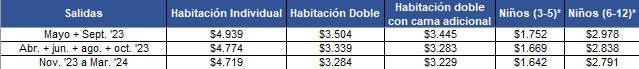 Salidas Habitación Individual Habitación Doble Habitación doble con cama adicional Niños (3-5)* Niños (6-12)*
Mayo + Sept. '23 $4.939 $3.504 $3.445 $1.752 $2.978
Abr. + jun. + ago. + oct. '23 $4.774 $3.339 $3.283 $1.669 $2.838
Nov. '23 a Mar. '24 $4.719 $3.284 $3.229 $1.642 $2.791